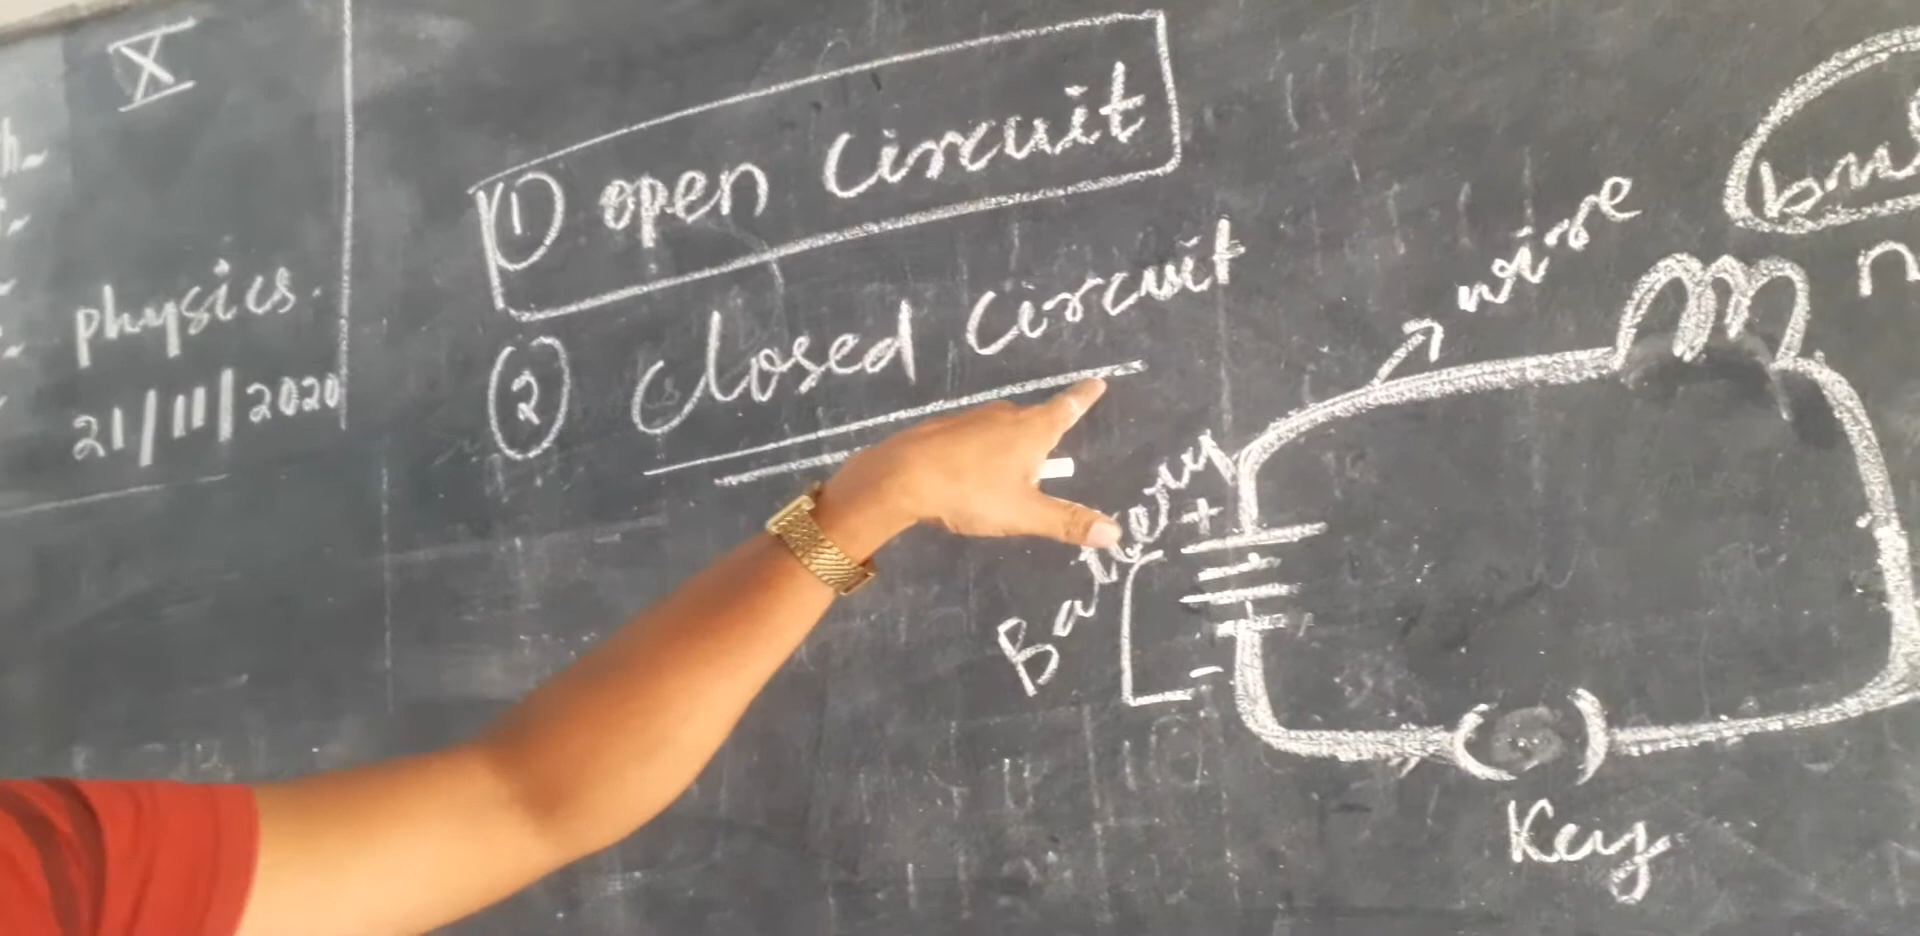 X
physics.
21/11/2020
① open circuit
② closed circuit
wire
Battery
+
-
Key